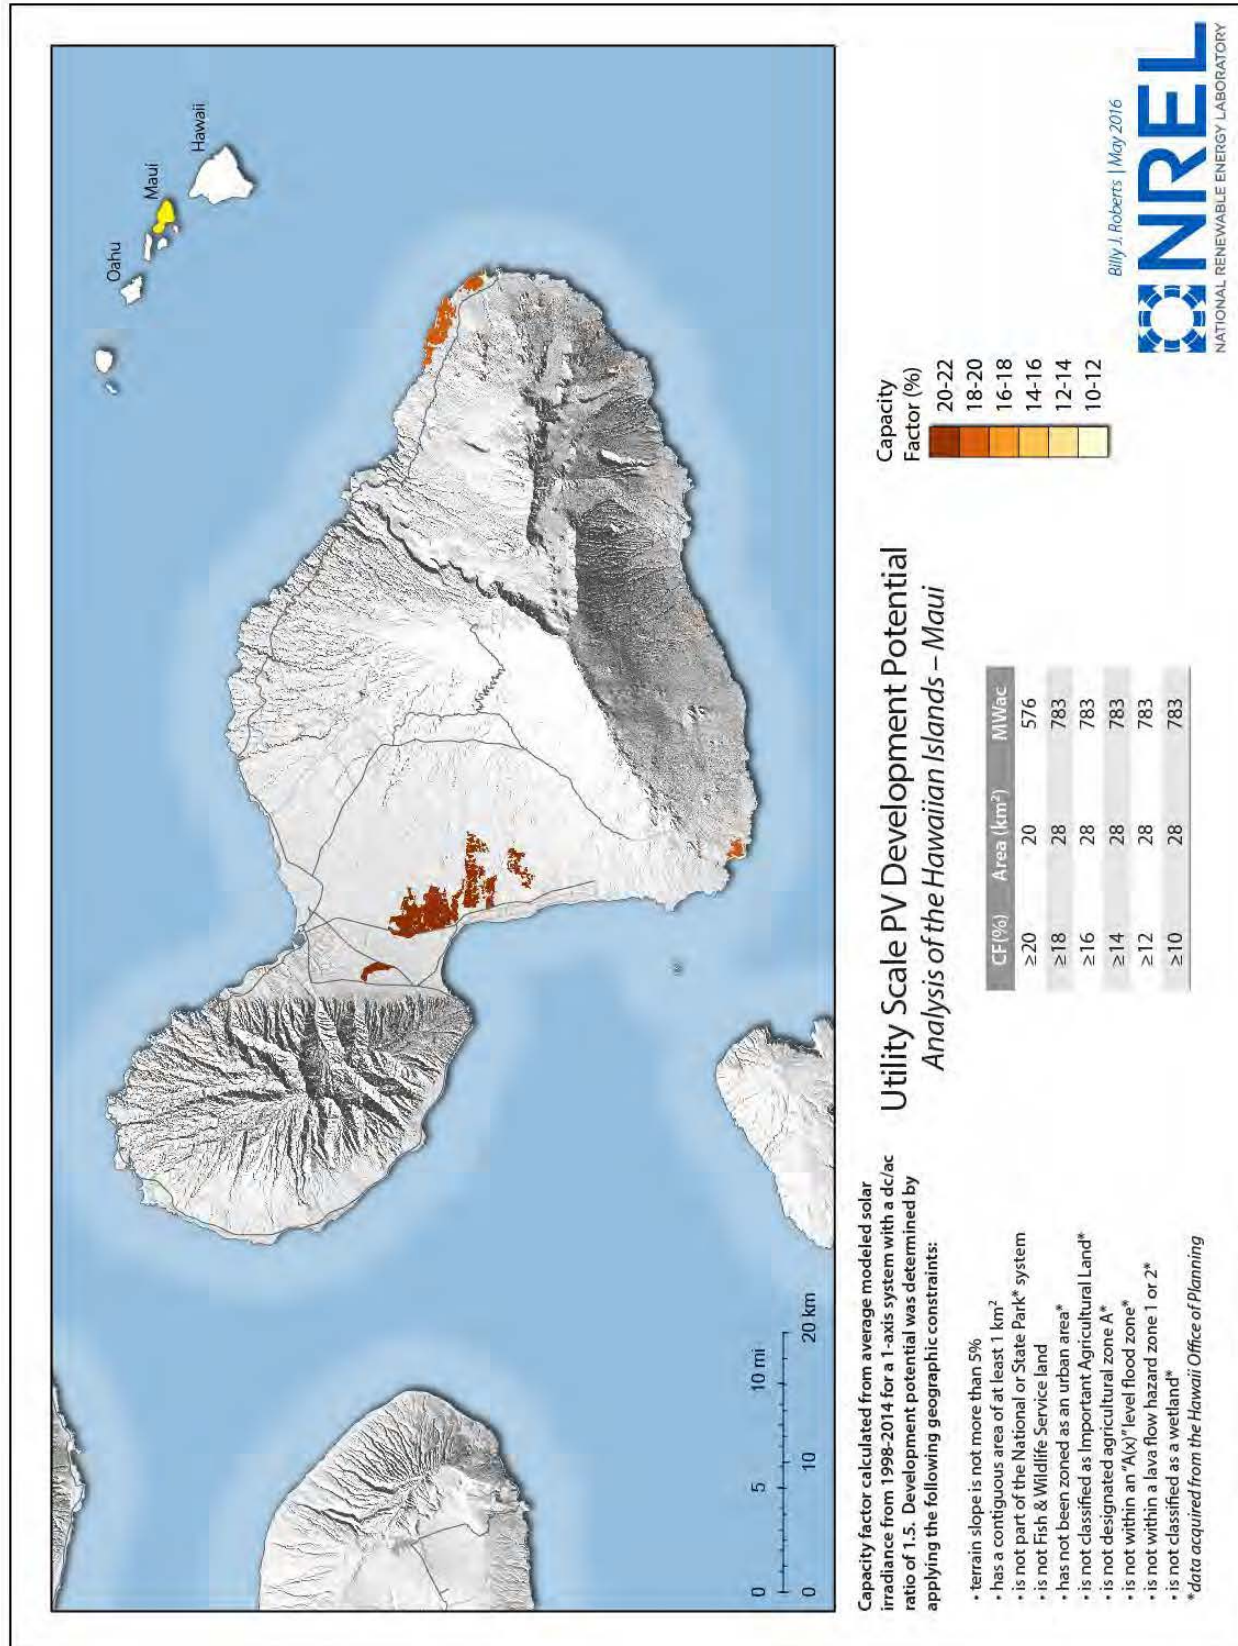 Oahu
Maui
Hawaii
0 5 10 mi
0 10 20 km
Capacity factor calculated from average modeled solar
irradiance from 1998-2014 for a 1-axis system with a dc/ac
ratio of 1.5. Development potential was determined by
applying the following geographic constraints:
• terrain slope is not more than 5%
• has a contiguous area of at least 1 km²
• is not part of the National or State Park* system
• is not Fish & Wildlife Service land
• has not been zoned as an urban area*
• is not classified as Important Agricultural Land*
• is not designated agricultural zone A*
• is not within an "A(x)" level flood zone*
• is not within a lava flow hazard zone 1 or 2*
• is not classified as a wetland*
* data acquired from the Hawaii Office of Planning
Utility Scale PV Development Potential
Analysis of the Hawaiian Islands – Maui
CF(%) Area (km²) MWac
≥20 20 576
≥18 28 783
≥16 28 783
≥14 28 783
≥12 28 783
≥10 28 783
Capacity
Factor (%)
20-22
18-20
16-18
14-16
12-14
10-12
Billy J. Roberts | May 2016
NREL
NATIONAL RENEWABLE ENERGY LABORATORY